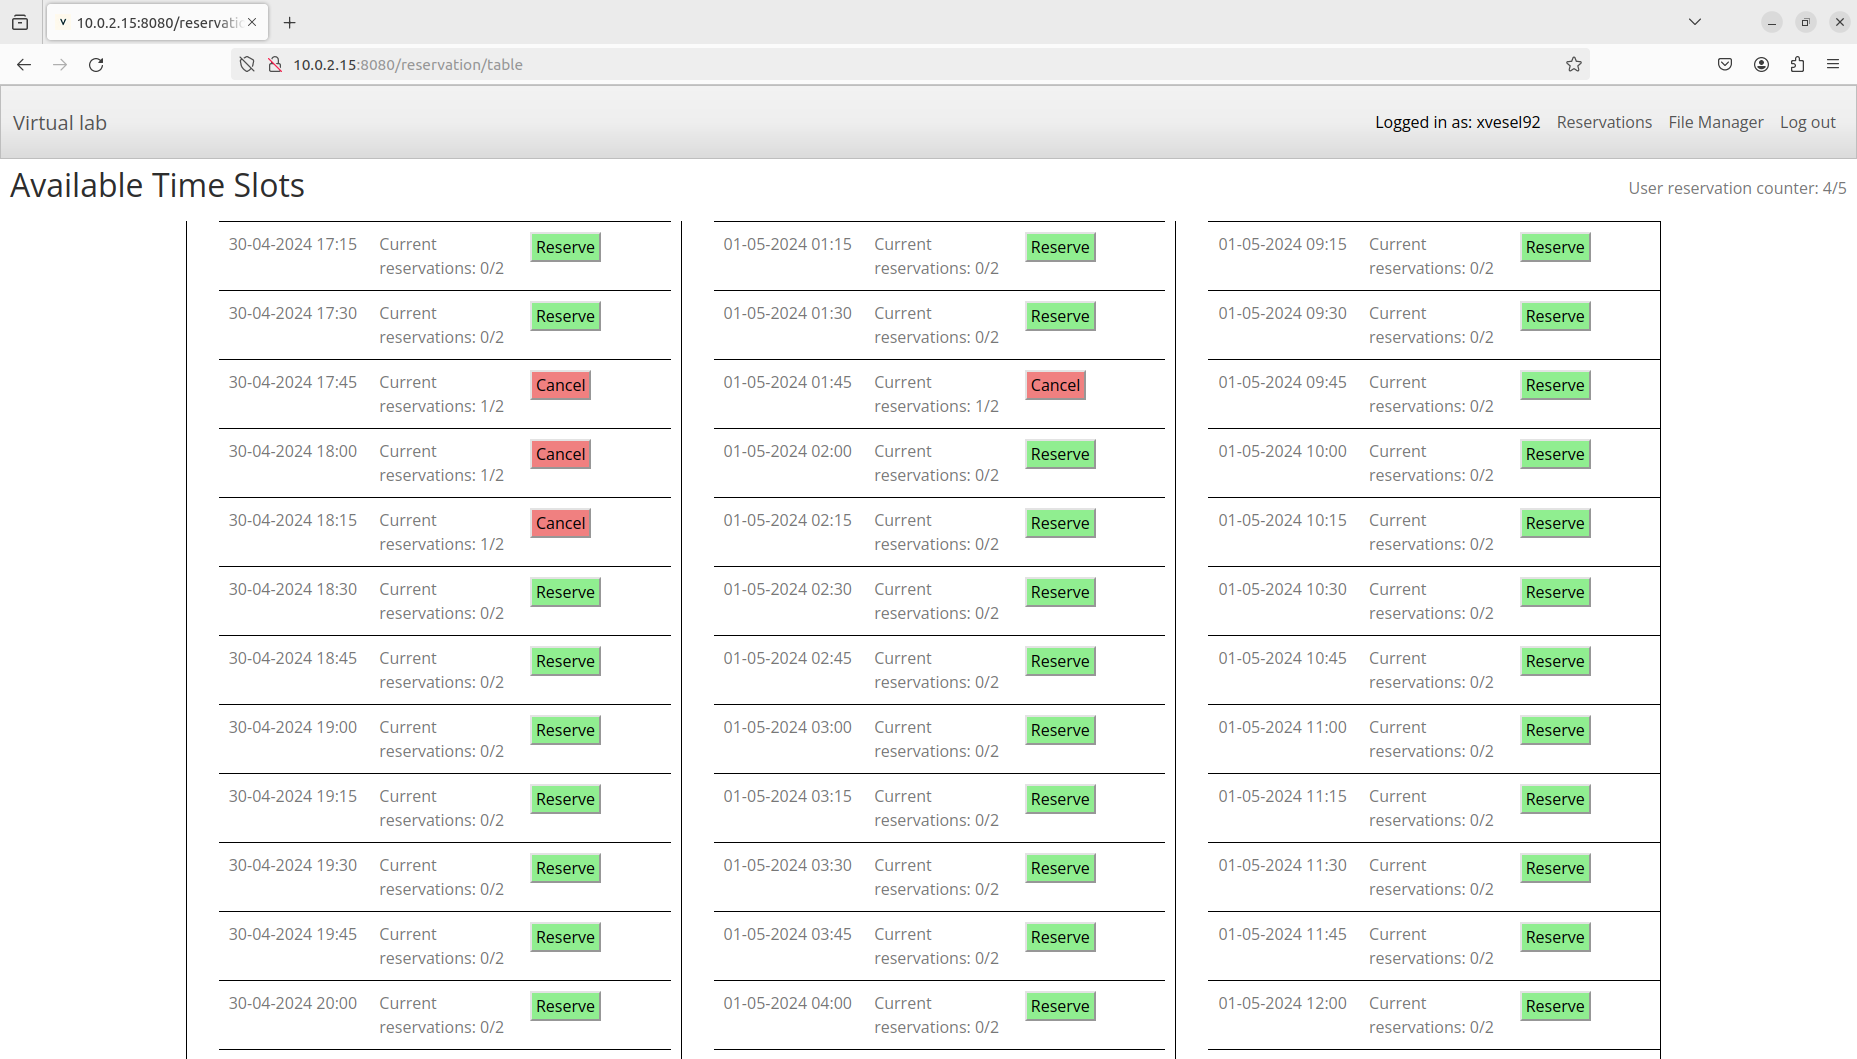 10.0.2.15:8080/reservati
10.0.2.15:8080/reservation/table
Virtual lab
Logged in as: xvesel92 Reservations File Manager Log out
Available Time Slots
User reservation counter: 4/5
30-04-2024 17:15 Current
reservations: 0/2
Reserve
30-04-2024 17:30 Current
reservations: 0/2
Reserve
30-04-2024 17:45 Current
reservations: 1/2
Cancel
30-04-2024 18:00 Current
reservations: 1/2
Cancel
30-04-2024 18:15 Current
reservations: 1/2
Cancel
30-04-2024 18:30 Current
reservations: 0/2
Reserve
30-04-2024 18:45 Current
reservations: 0/2
Reserve
30-04-2024 19:00 Current
reservations: 0/2
Reserve
30-04-2024 19:15 Current
reservations: 0/2
Reserve
30-04-2024 19:30 Current
reservations: 0/2
Reserve
30-04-2024 19:45 Current
reservations: 0/2
Reserve
30-04-2024 20:00 Current
reservations: 0/2
Reserve
01-05-2024 01:15 Current
reservations: 0/2
Reserve
01-05-2024 01:30 Current
reservations: 0/2
Reserve
01-05-2024 01:45 Current
reservations: 1/2
Cancel
01-05-2024 02:00 Current
reservations: 0/2
Reserve
01-05-2024 02:15 Current
reservations: 0/2
Reserve
01-05-2024 02:30 Current
reservations: 0/2
Reserve
01-05-2024 02:45 Current
reservations: 0/2
Reserve
01-05-2024 03:00 Current
reservations: 0/2
Reserve
01-05-2024 03:15 Current
reservations: 0/2
Reserve
01-05-2024 03:30 Current
reservations: 0/2
Reserve
01-05-2024 03:45 Current
reservations: 0/2
Reserve
01-05-2024 04:00 Current
reservations: 0/2
Reserve
01-05-2024 09:15 Current
reservations: 0/2
Reserve
01-05-2024 09:30 Current
reservations: 0/2
Reserve
01-05-2024 09:45 Current
reservations: 0/2
Reserve
01-05-2024 10:00 Current
reservations: 0/2
Reserve
01-05-2024 10:15 Current
reservations: 0/2
Reserve
01-05-2024 10:30 Current
reservations: 0/2
Reserve
01-05-2024 10:45 Current
reservations: 0/2
Reserve
01-05-2024 11:00 Current
reservations: 0/2
Reserve
01-05-2024 11:15 Current
reservations: 0/2
Reserve
01-05-2024 11:30 Current
reservations: 0/2
Reserve
01-05-2024 11:45 Current
reservations: 0/2
Reserve
01-05-2024 12:00 Current
reservations: 0/2
Reserve